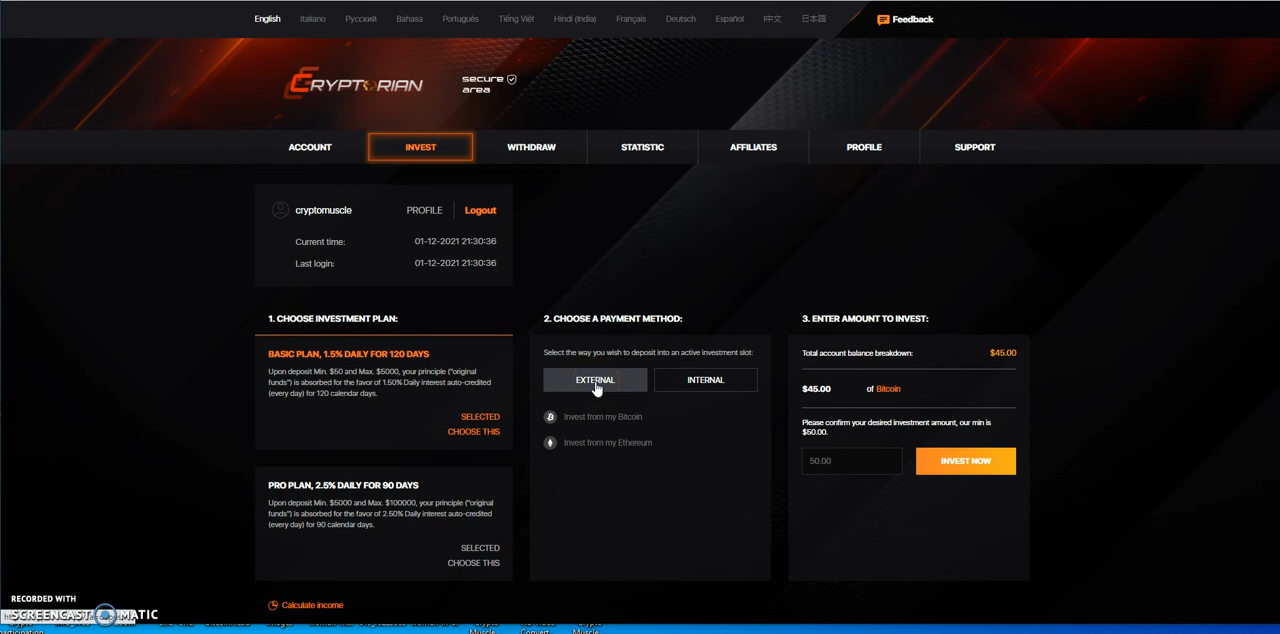 English Italiano Русский Bahasa Português Tiếng Việt Hindi (India) Français Deutsch Español 中文 日本語 Feedback
CRYPTORIAN
secure
area
ACCOUNT INVEST WITHDRAW STATISTIC AFFILIATES PROFILE SUPPORT
cryptomuscle PROFILE Logout
Current time: 01-12-2021 21:30:36
Last login: 01-12-2021 21:30:36
1. CHOOSE INVESTMENT PLAN:
BASIC PLAN, 1.5% DAILY FOR 120 DAYS
Upon deposit Min. $50 and Max. $5000, your principle ("original
funds") is absorbed for the favor of 1.50% Daily interest auto-credited
(every day) for 120 calendar days.
SELECTED
CHOOSE THIS
PRO PLAN, 2.5% DAILY FOR 90 DAYS
Upon deposit Min. $5000 and Max. $100000, your principle ("original
funds") is absorbed for the favor of 2.50% Daily interest auto-credited
(every day) for 90 calendar days.
SELECTED
CHOOSE THIS
Calculate income
2. CHOOSE A PAYMENT METHOD:
Select the way you wish to deposit into an active investment slot:
EXTERNAL INTERNAL
Invest from my Bitcoin
Invest from my Ethereum
3. ENTER AMOUNT TO INVEST:
Total account balance breakdown: $45.00
$45.00 of Bitcoin
Please confirm your desired investment amount, our min is
$50.00.
50.00 INVEST NOW
RECORDED WITH
SCREENCAST MATIC
Muscle Convert Muscle